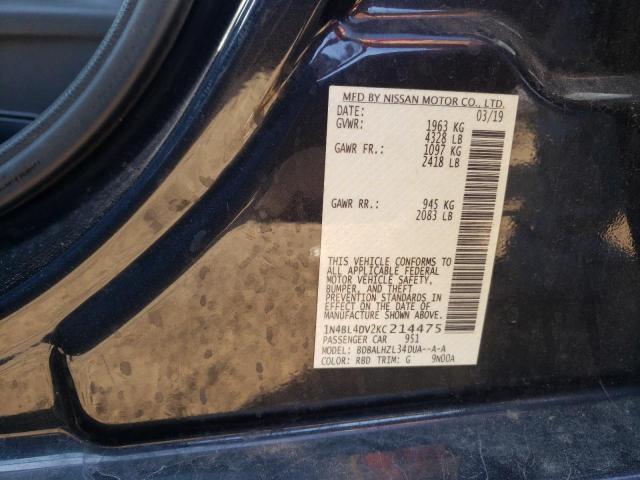 MFD BY NISSAN MOTOR CO., LTD.
DATE: 03/19
GVWR: 1963 KG
4328 LB
GAWR FR.: 1097 KG
2418 LB
GAWR RR.: 945 KG
2083 LB
THIS VEHICLE CONFORMS TO
ALL APPLICABLE FEDERAL
MOTOR VEHICLE SAFETY,
BUMPER, AND THEFT
PREVENTION STANDARDS IN
EFFECT ON THE DATE OF
MANUFACTURE SHOWN ABOVE.
1N4BL4DV2KC214475
PASSENGER CAR 951
MODEL: BDBALHZL34DUA--A-A
COLOR: RBD TRIM: G 9N00A